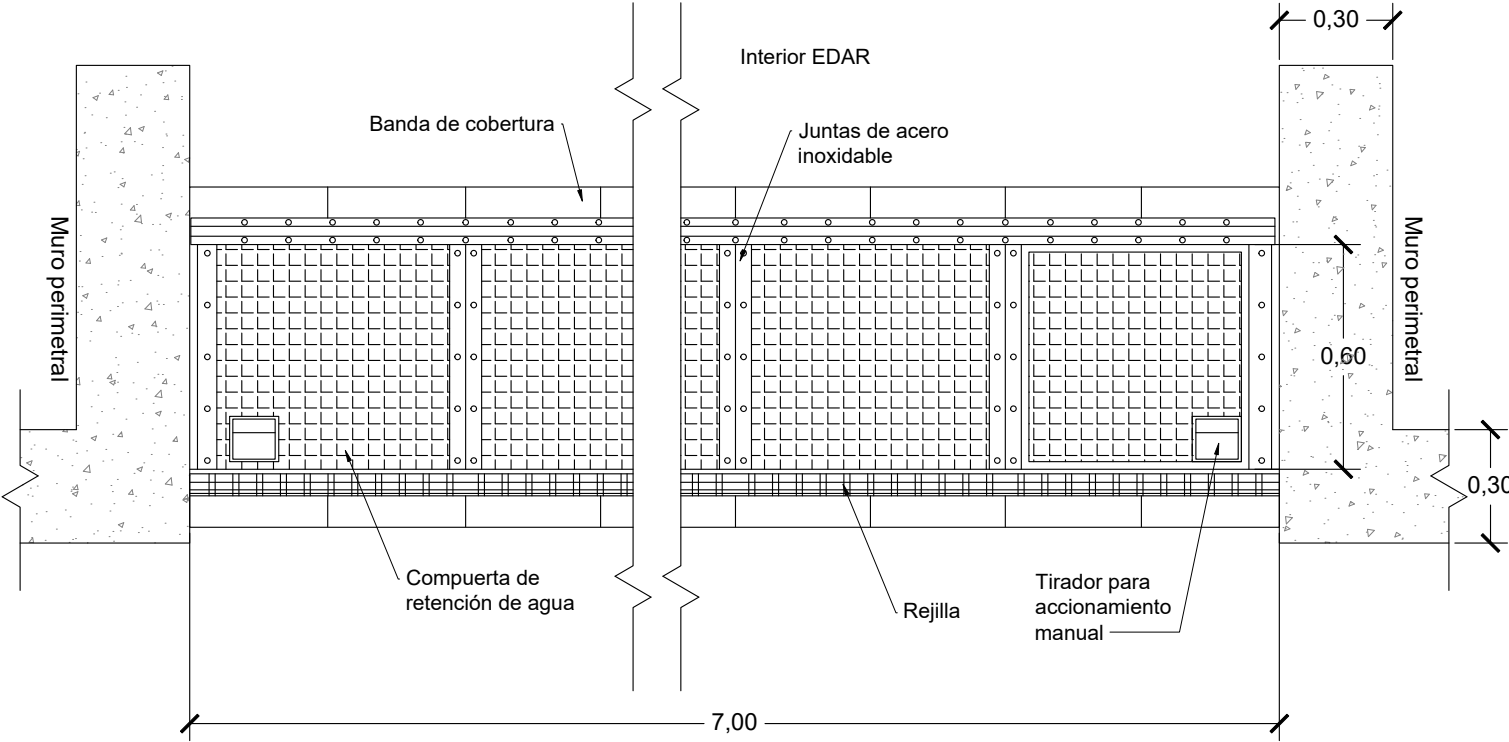 0,30
Interior EDAR
Banda de cobertura
Juntas de acero
inoxidable
Muro perimetral
Muro perimetral
0,60
0,30
Compuerta de
retención de agua
Rejilla
Tirador para
accionamiento
manual
7,00